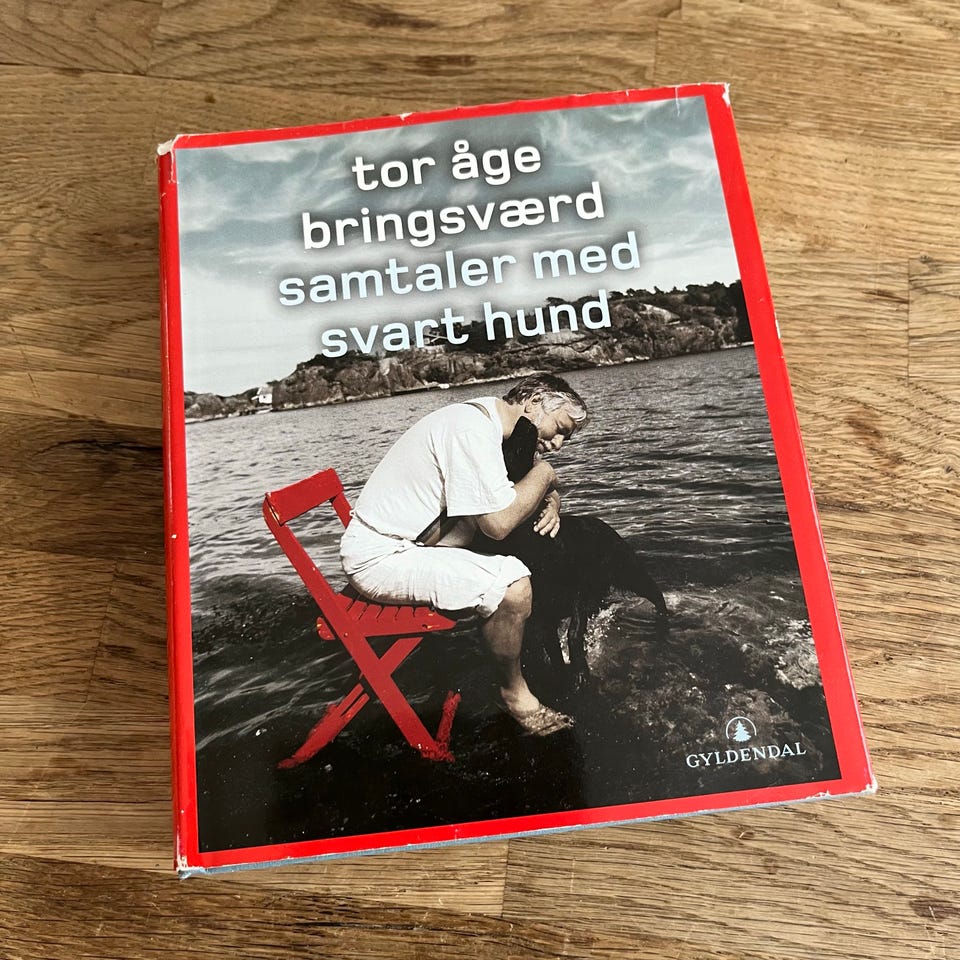 tor åge
bringsværd
samtaler med
svart hund
GYLDENDAL